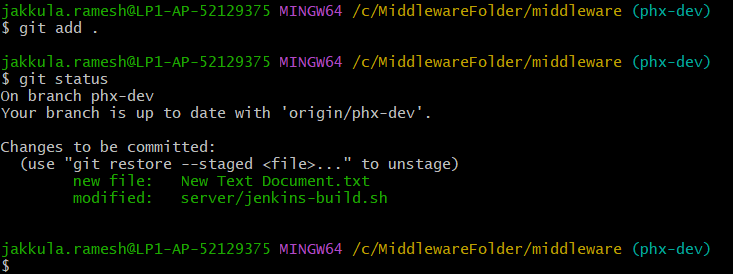 jakkula.ramesh@LP1-AP-52129375 MINGW64 /c/MiddlewareFolder/middleware (phx-dev)
$ git add .
jakkula.ramesh@LP1-AP-52129375 MINGW64 /c/MiddlewareFolder/middleware (phx-dev)
$ git status
On branch phx-dev
Your branch is up to date with 'origin/phx-dev'.
Changes to be committed:
  (use "git restore --staged <file>..." to unstage)
        new file:   New Text Document.txt
        modified:   server/jenkins-build.sh
jakkula.ramesh@LP1-AP-52129375 MINGW64 /c/MiddlewareFolder/middleware (phx-dev)
$